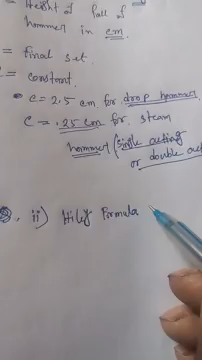 = Height of fall of
hammer in cm.
= final set.
= constant.
• C = 2.5 cm for drop hammer.
C = .25 cm for steam
hammer (single acting
or double
ii) Hiley Formula